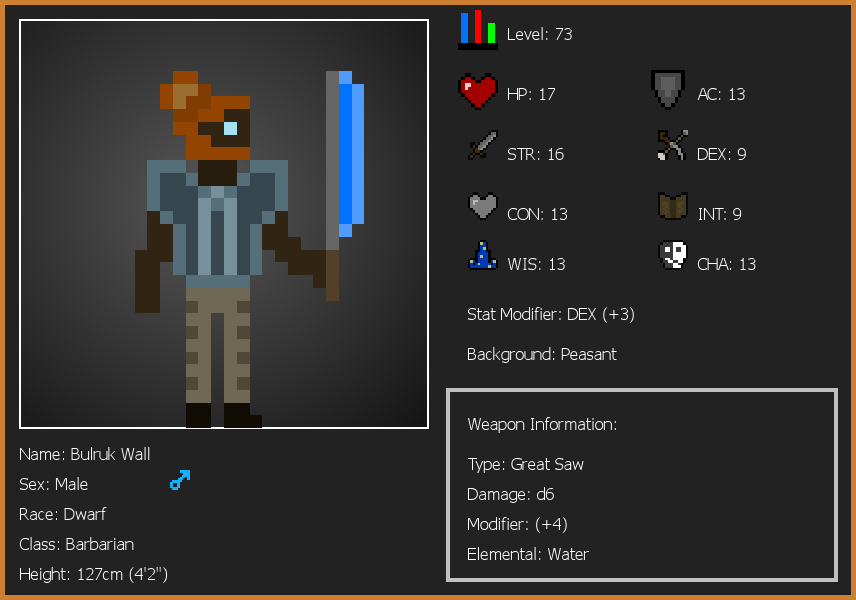 Level: 73
HP: 17
AC: 13
STR: 16
DEX: 9
CON: 13
INT: 9
WIS: 13
CHA: 13
Stat Modifier: DEX (+3)
Background: Peasant
Weapon Information:
Type: Great Saw
Damage: d6
Modifier: (+4)
Elemental: Water
Name: Bulruk Wall
Sex: Male
Race: Dwarf
Class: Barbarian
Height: 127cm (4'2")